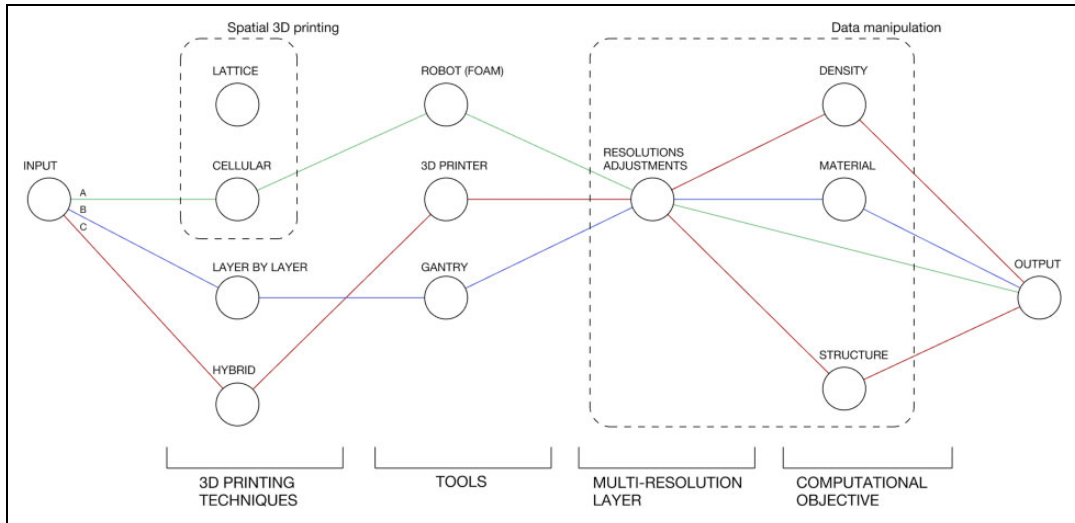 Spatial 3D printing
Data manipulation
LATTICE
ROBOT (FOAM)
DENSITY
INPUT
CELLULAR
3D PRINTER
RESOLUTIONS
ADJUSTMENTS
MATERIAL
A
B
C
LAYER BY LAYER
GANTRY
OUTPUT
HYBRID
STRUCTURE
3D PRINTING
TECHNIQUES
TOOLS
MULTI-RESOLUTION
LAYER
COMPUTATIONAL
OBJECTIVE